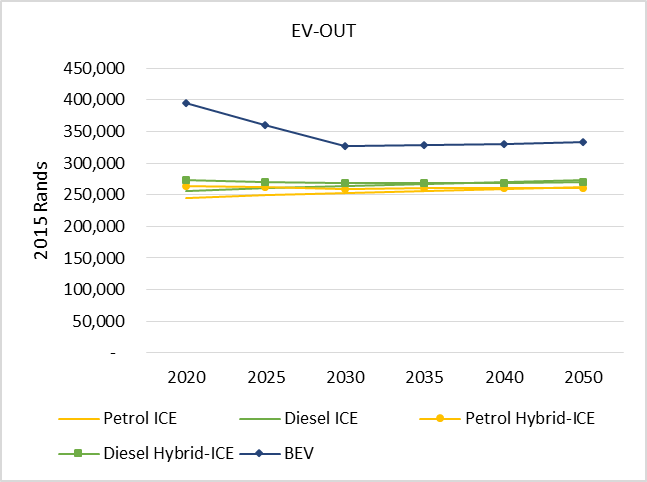 EV-OUT
450,000
400,000
350,000
300,000
250,000
200,000
150,000
100,000
50,000
-
2015 Rands
2020 2025 2030 2035 2040 2050
Petrol ICE Diesel ICE Petrol Hybrid-ICE
Diesel Hybrid-ICE BEV